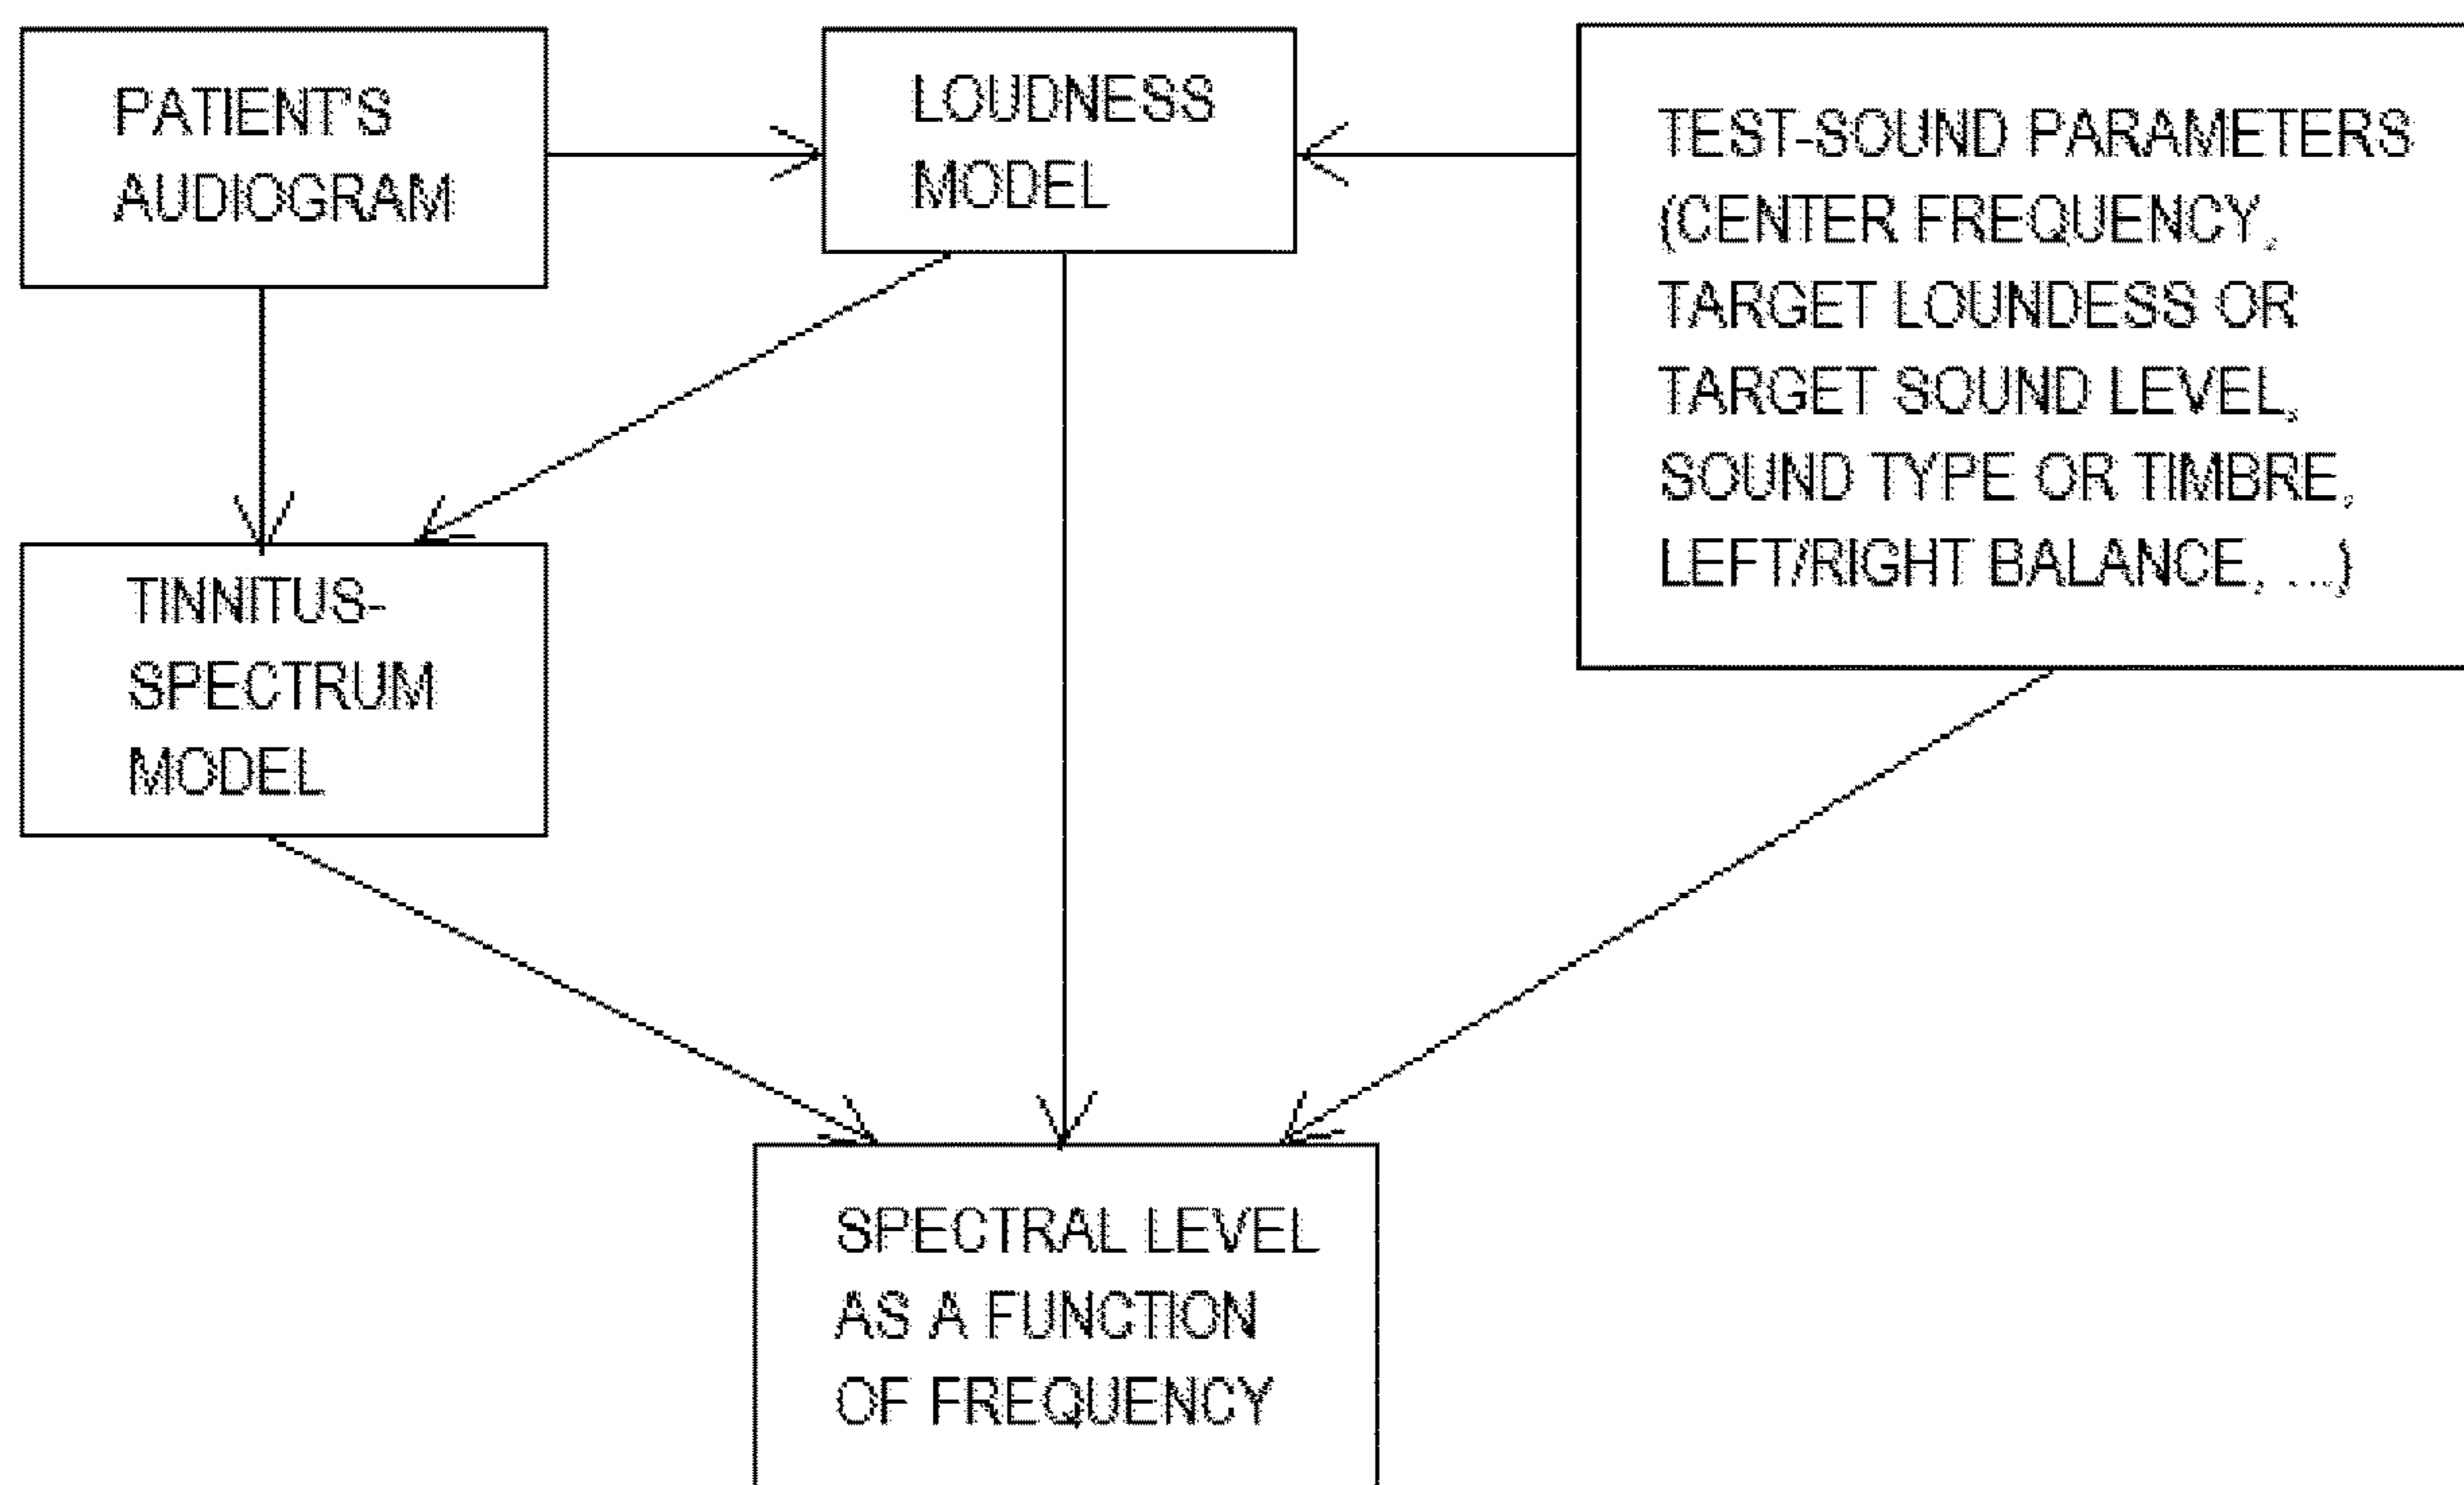 PATIENT'S
AUDIOGRAM
LOUDNESS
MODEL
TEST-SOUND PARAMETERS
(CENTER FREQUENCY,
TARGET LOUNDESS OR
TARGET SOUND LEVEL,
SOUND TYPE OR TIMBRE,
LEFT/RIGHT BALANCE, ...)
TINNITUS-
SPECTRUM
MODEL
SPECTRAL LEVEL
AS A FUNCTION
OF FREQUENCY